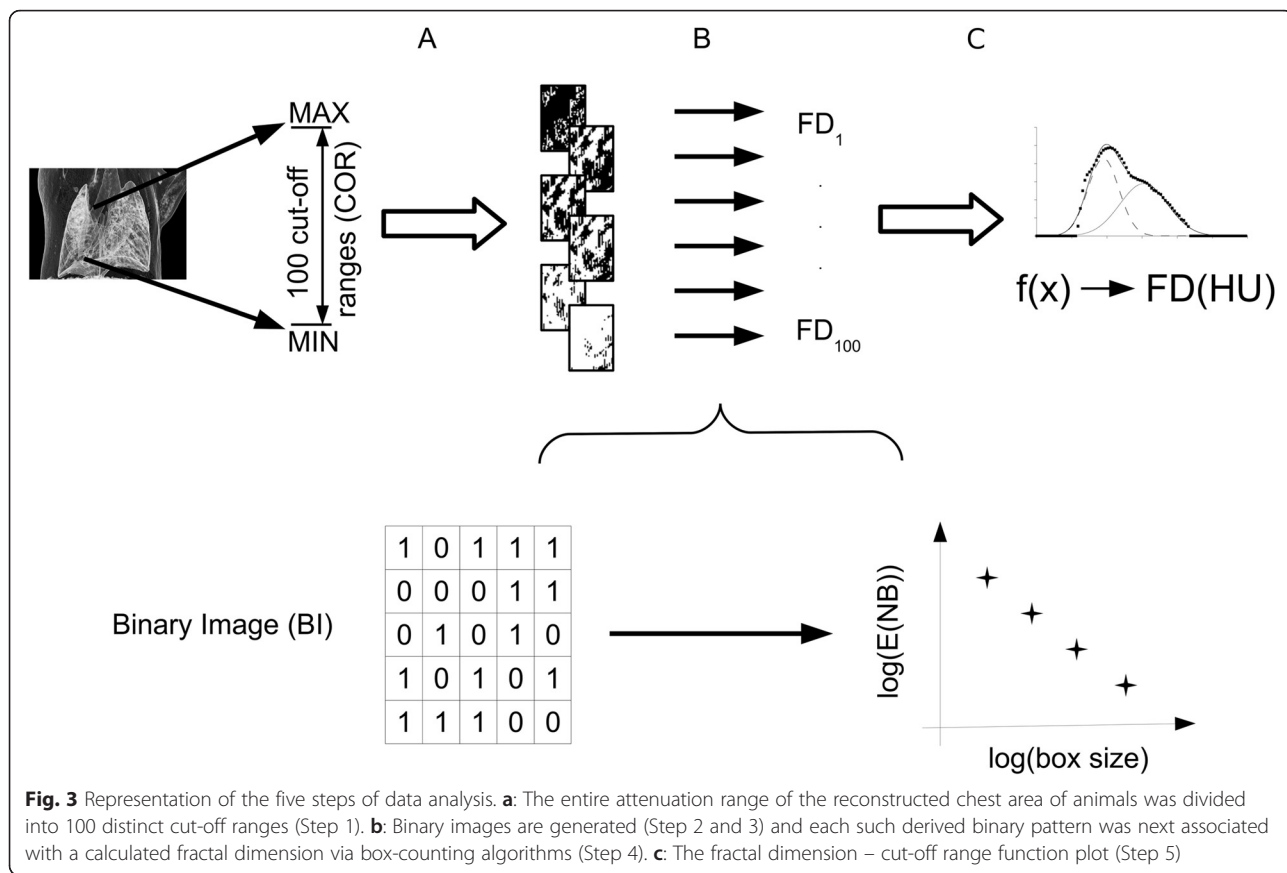 A
B
C
MAX
100 cut-off
ranges (COR)
MIN
FD1
.
.
.
FD100
f(x) → FD(HU)
Binary Image (BI)
1 0 1 1 1
0 0 0 1 1
0 1 0 1 0
1 0 1 0 1
1 1 1 0 0
log(E(NB))
log(box size)
Fig. 3 Representation of the five steps of data analysis. a: The entire attenuation range of the reconstructed chest area of animals was divided
into 100 distinct cut-off ranges (Step 1). b: Binary images are generated (Step 2 and 3) and each such derived binary pattern was next associated
with a calculated fractal dimension via box-counting algorithms (Step 4). c: The fractal dimension – cut-off range function plot (Step 5)